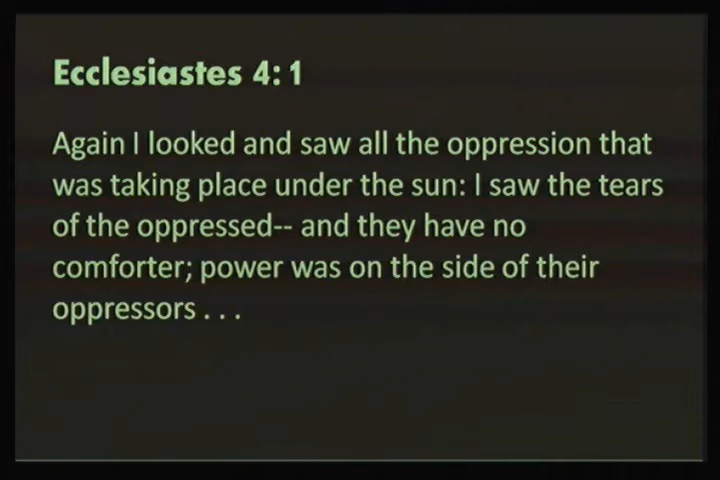 Ecclesiastes 4:1
Again I looked and saw all the oppression that
was taking place under the sun: I saw the tears
of the oppressed-- and they have no
comforter; power was on the side of their
oppressors . . .